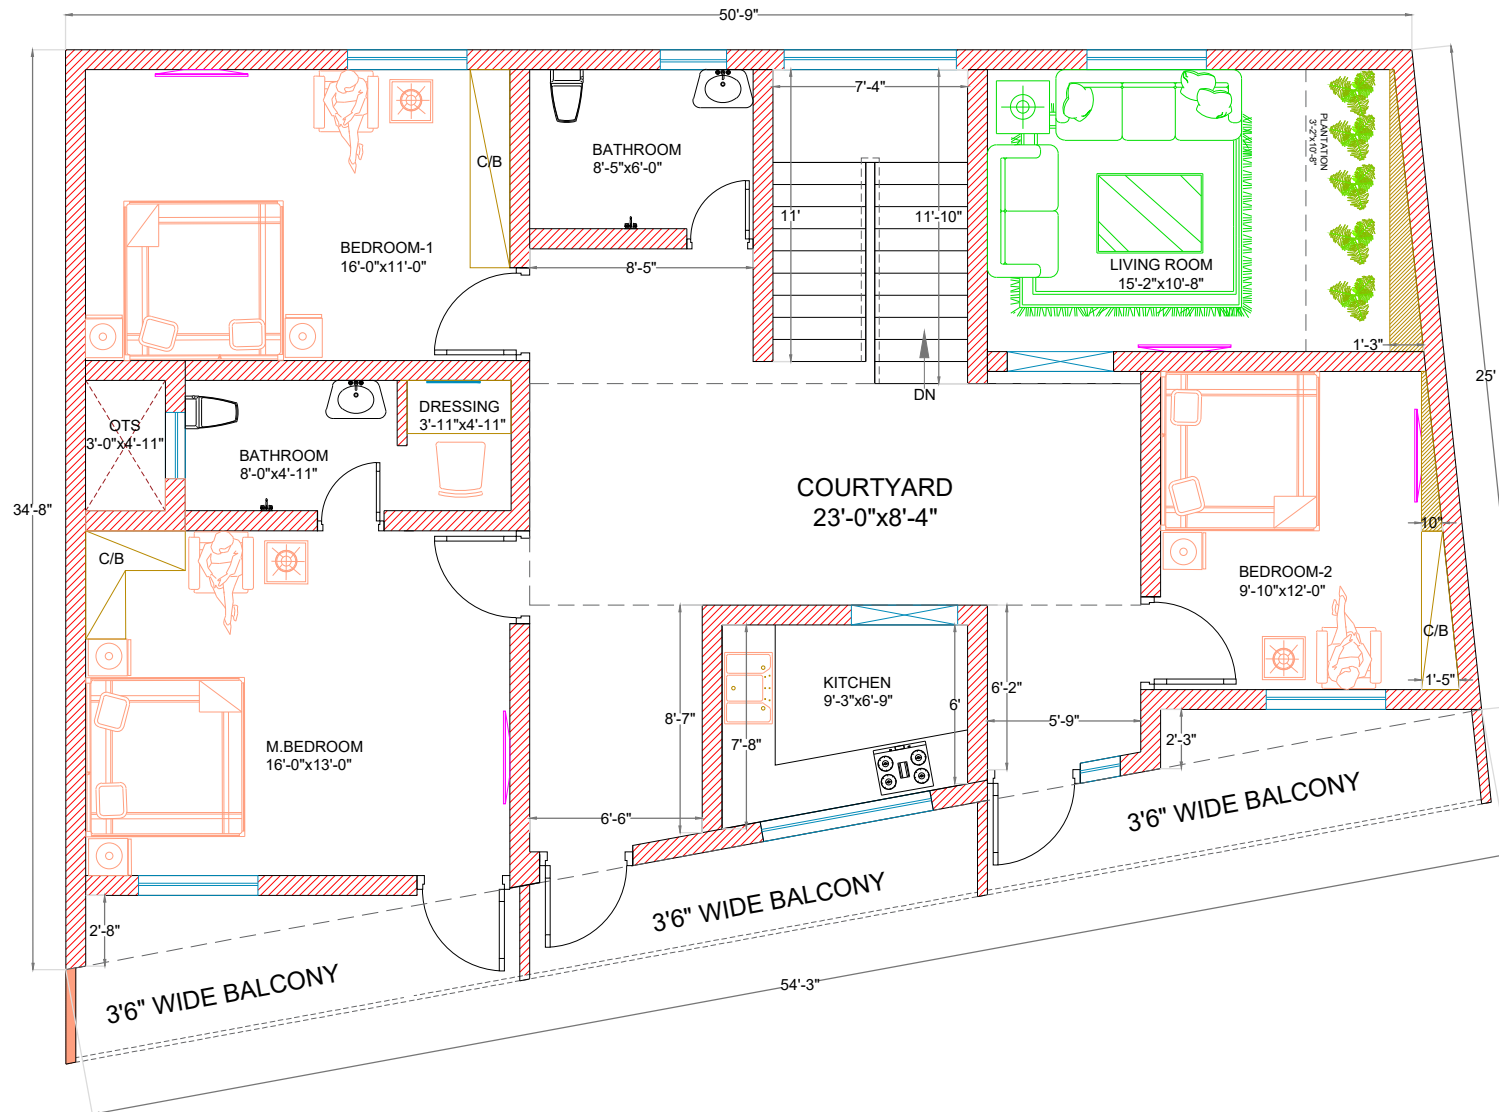 50'-9"
7'-4"
BATHROOM
8'-5"x6'-0"
C/B
PLANTATION
3'-2"x10'-8"
11'
11'-10"
BEDROOM-1
16'-0"x11'-0"
8'-5"
LIVING ROOM
15'-2"x10'-8"
1'-3"
25'
DN
OTS
3'-0"x4'-11"
DRESSING
3'-11"x4'-11"
BATHROOM
8'-0"x4'-11"
COURTYARD
23'-0"x8'-4"
34'-8"
10"
C/B
BEDROOM-2
9'-10"x12'-0"
C/B
KITCHEN
9'-3"x6'-9"
6'-2"
6'
1'-5"
8'-7"
5'-9"
7'-8"
2'-3"
M.BEDROOM
16'-0"x13'-0"
6'-6"
3'6" WIDE BALCONY
3'6" WIDE BALCONY
2'-8"
3'6" WIDE BALCONY
54'-3"